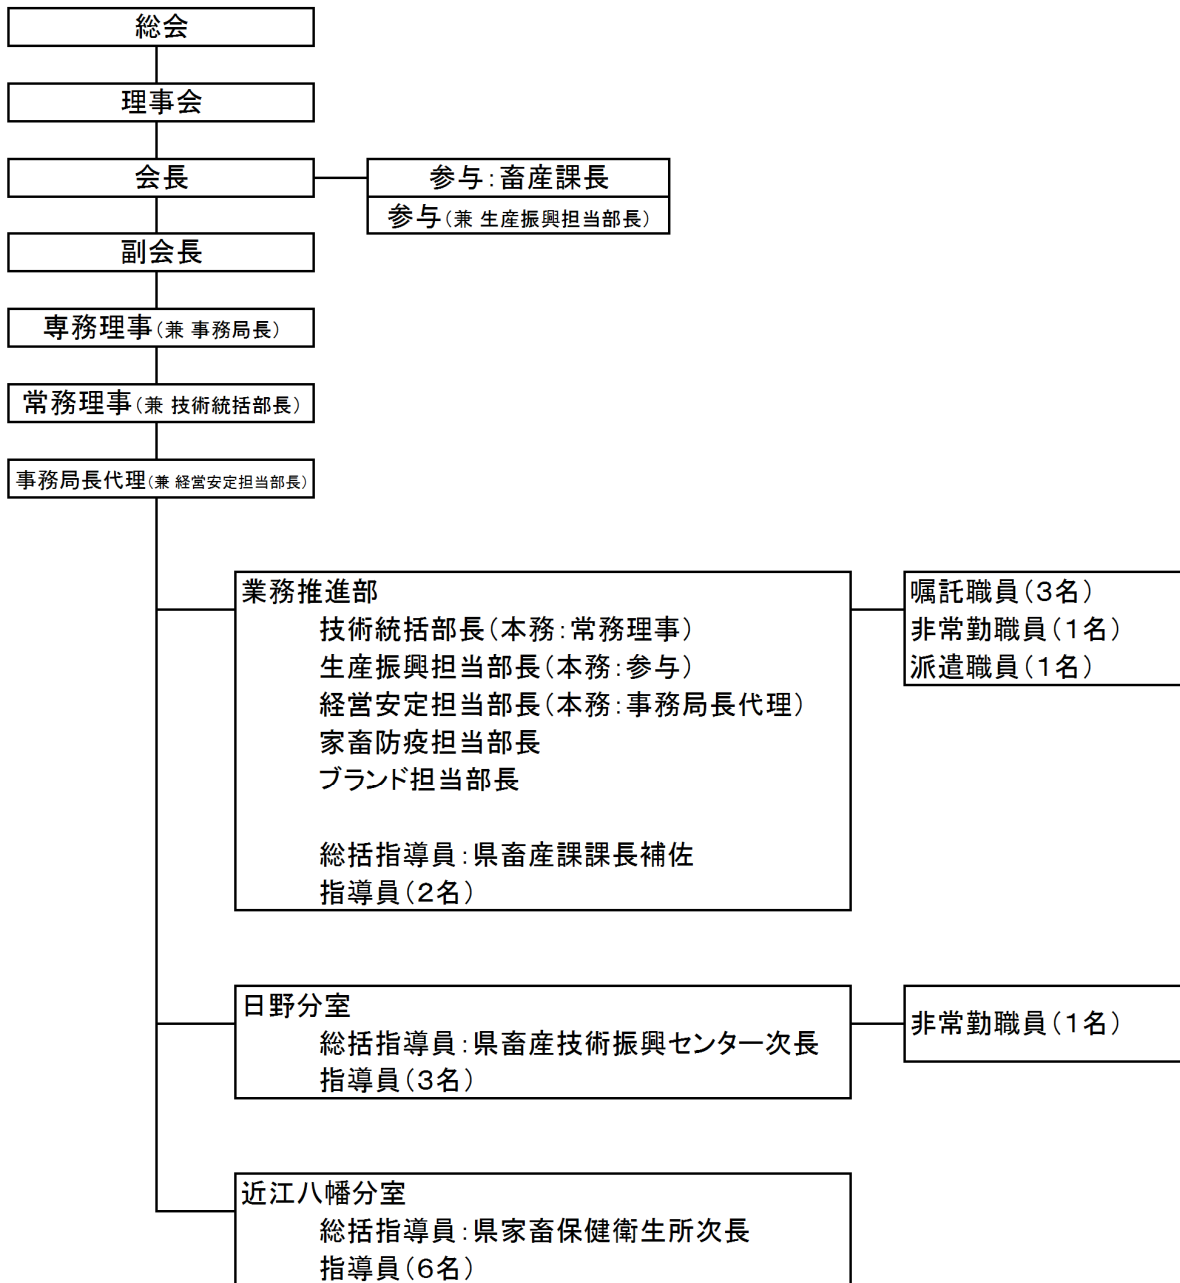 総会
理事会
会長
参与：畜産課長
参与（兼 生産振興担当部長）
副会長
専務理事（兼 事務局長）
常務理事（兼 技術統括部長）
事務局長代理（兼 経営安定担当部長）
業務推進部
技術統括部長（本務：常務理事）
生産振興担当部長（本務：参与）
経営安定担当部長（本務：事務局長代理）
家畜防疫担当部長
ブランド担当部長
総括指導員：県畜産課課長補佐
指導員（２名）
嘱託職員（３名）
非常勤職員（１名）
派遣職員（１名）
日野分室
総括指導員：県畜産技術振興センター次長
指導員（３名）
非常勤職員（１名）
近江八幡分室
総括指導員：県家畜保健衛生所次長
指導員（６名）